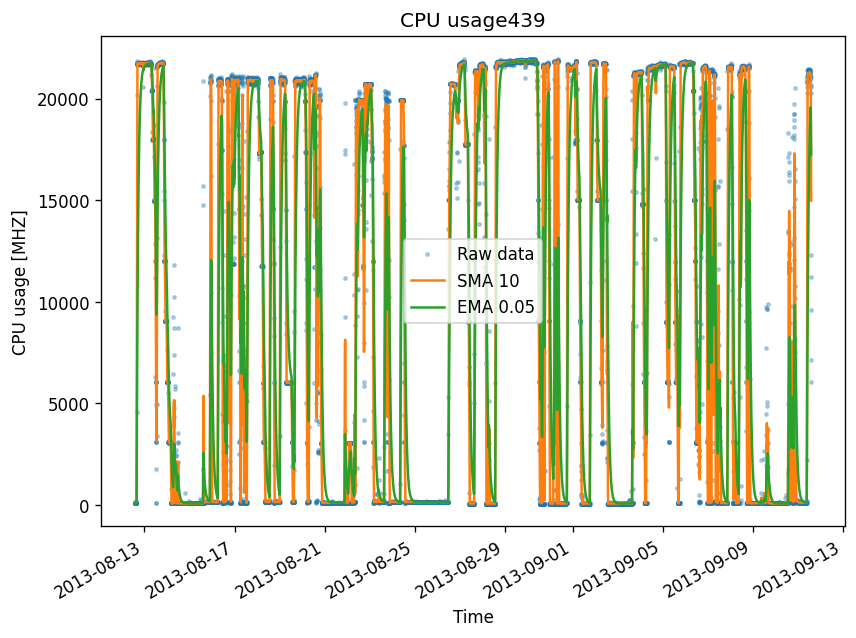 CPU usage439
CPU usage [MHZ]
20000
15000
10000
5000
0
Raw data
SMA 10
EMA 0.05
2013-08-13
2013-08-17
2013-08-21
2013-08-25
2013-08-29
2013-09-01
2013-09-05
2013-09-09
2013-09-13
Time